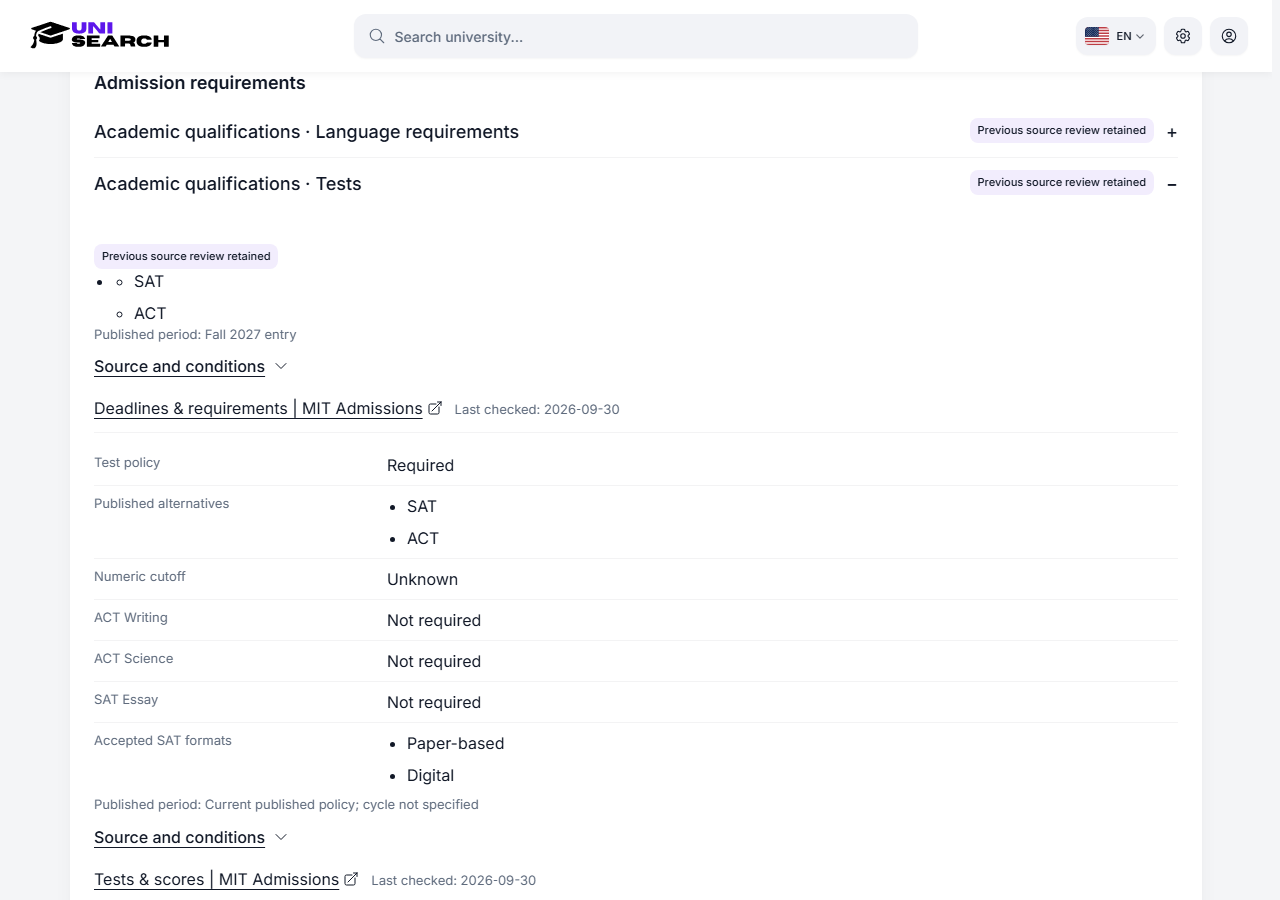 UNI
SEARCH
Search university...
EN
Admission requirements
Academic qualifications · Language requirements
Previous source review retained
+
Academic qualifications · Tests
Previous source review retained
−
Previous source review retained
SAT
ACT
Published period: Fall 2027 entry
Source and conditions
Deadlines & requirements | MIT Admissions
Last checked: 2026-09-30
Test policy
Required
Published alternatives
SAT
ACT
Numeric cutoff
Unknown
ACT Writing
Not required
ACT Science
Not required
SAT Essay
Not required
Accepted SAT formats
Paper-based
Digital
Published period: Current published policy; cycle not specified
Source and conditions
Tests & scores | MIT Admissions
Last checked: 2026-09-30